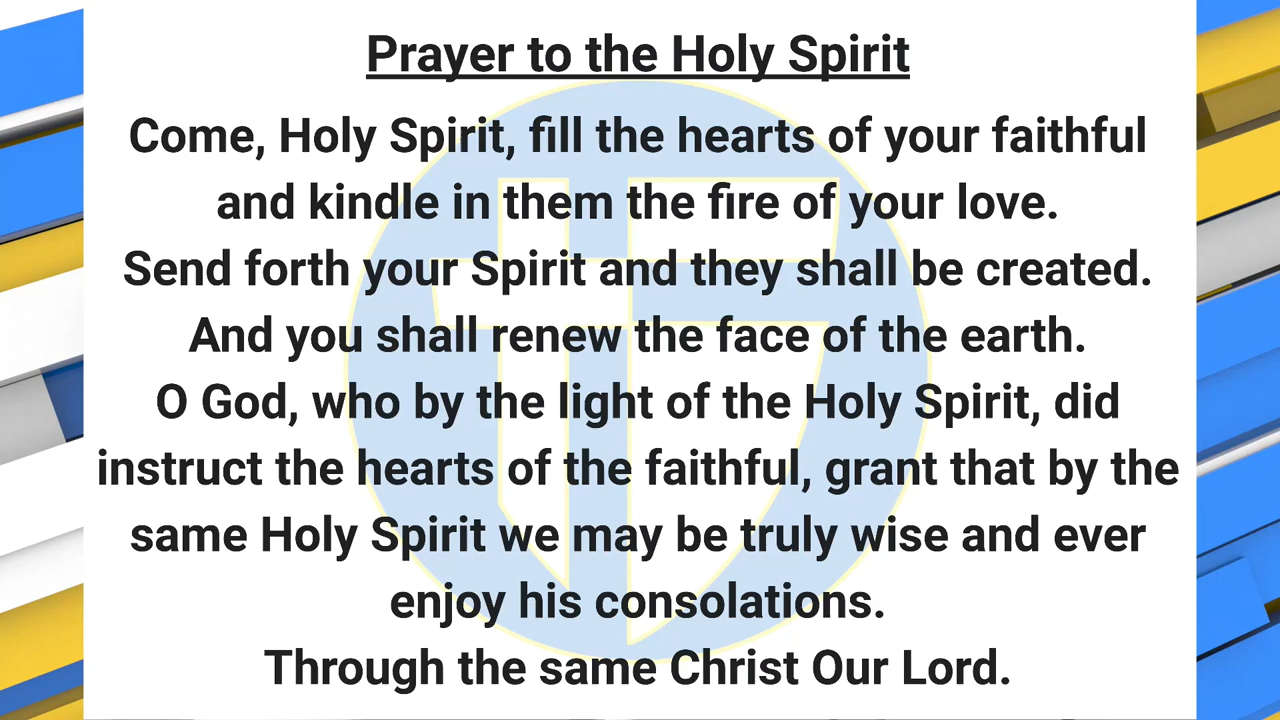 Prayer to the Holy Spirit
Come, Holy Spirit, fill the hearts of your faithful
and kindle in them the fire of your love.
Send forth your Spirit and they shall be created.
And you shall renew the face of the earth.
O God, who by the light of the Holy Spirit, did
instruct the hearts of the faithful, grant that by the
same Holy Spirit we may be truly wise and ever
enjoy his consolations.
Through the same Christ Our Lord.